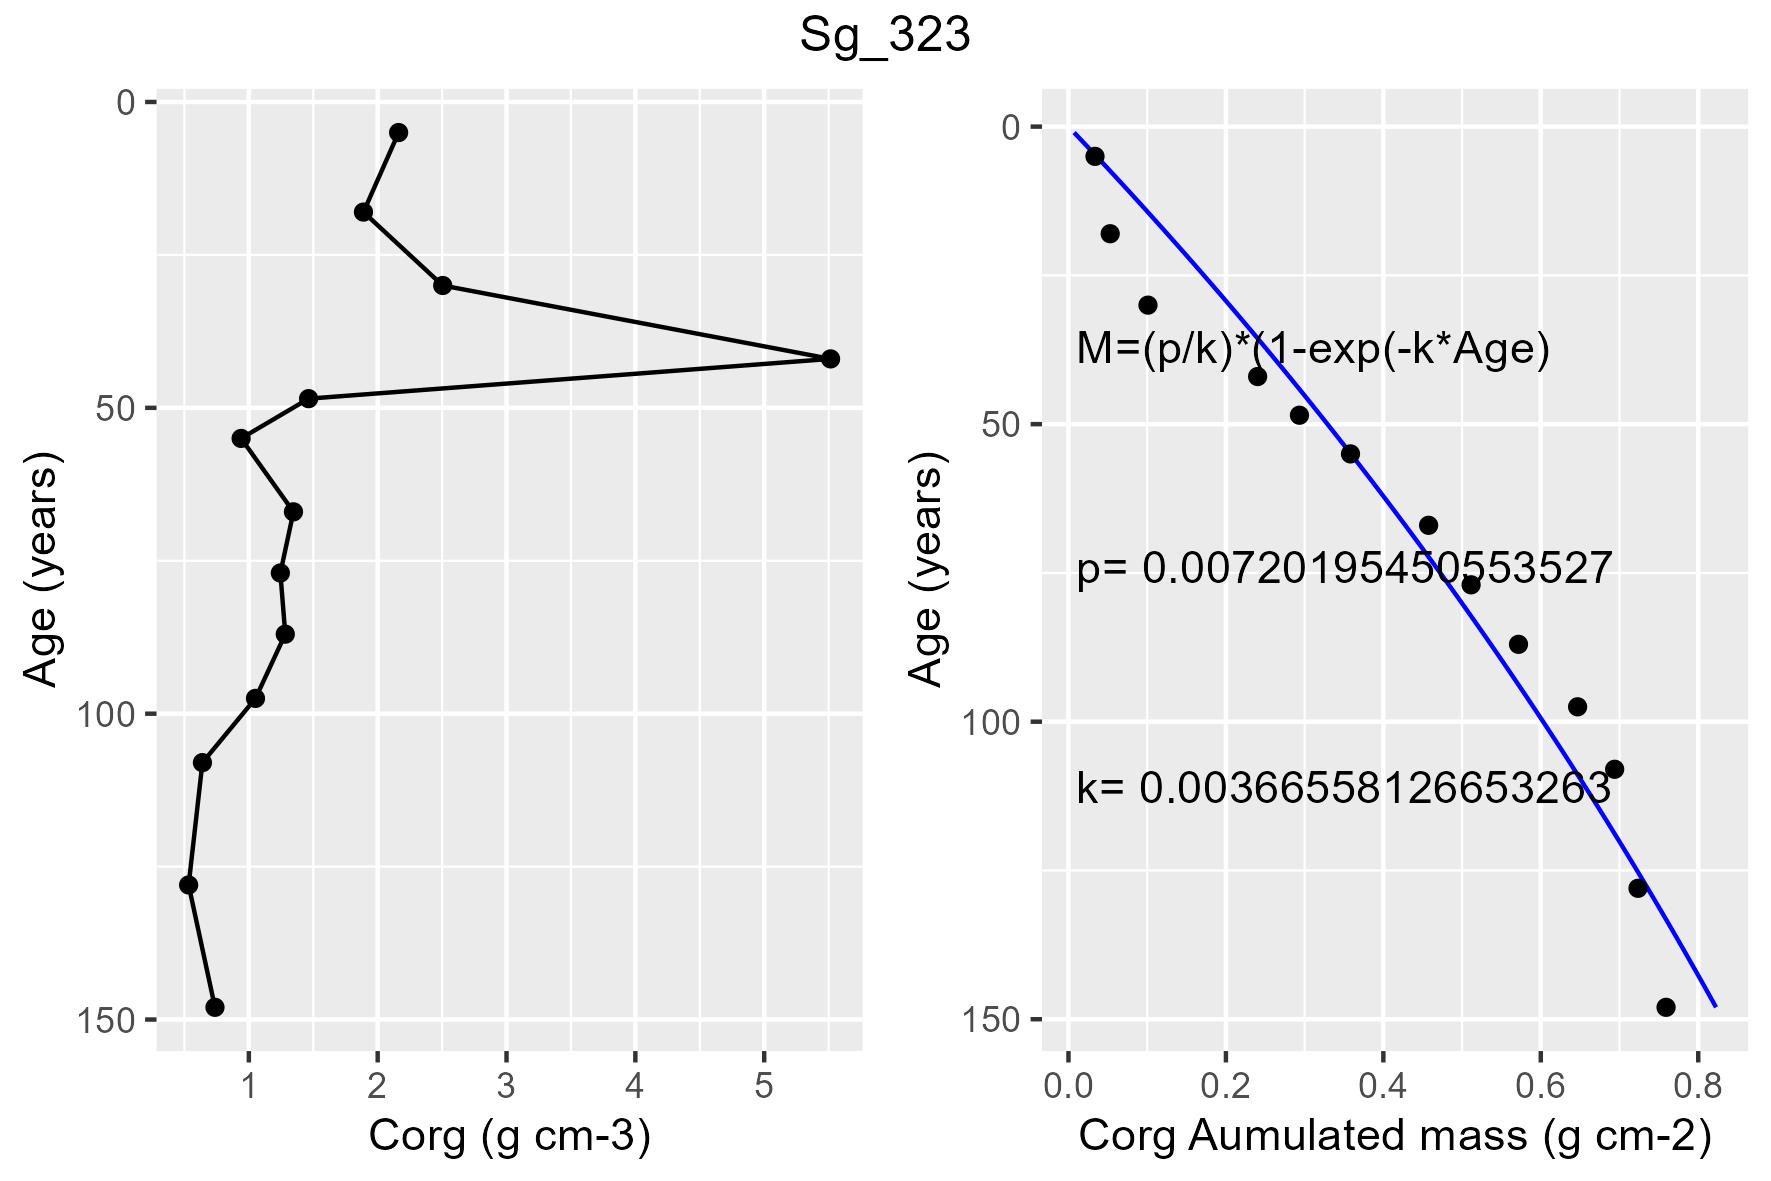 Sg_323
0
50
100
150
Age (years)
1 2 3 4 5
Corg (g cm-3)
0
50
100
150
Age (years)
M=(p/k)*(1-exp(-k*Age)
p= 0.00720195450553527
k= 0.00366558126653263
0.0 0.2 0.4 0.6 0.8
Corg Aumulated mass (g cm-2)